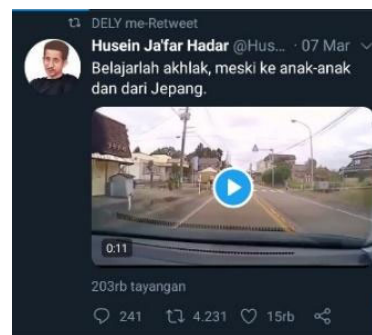 DELY me-Retweet
Husein Ja'far Hadar @Hus... · 07 Mar
Belajarlah akhlak, meski ke anak-anak
dan dari Jepang.
0:11
203rb tayangan
241 4.231 15rb